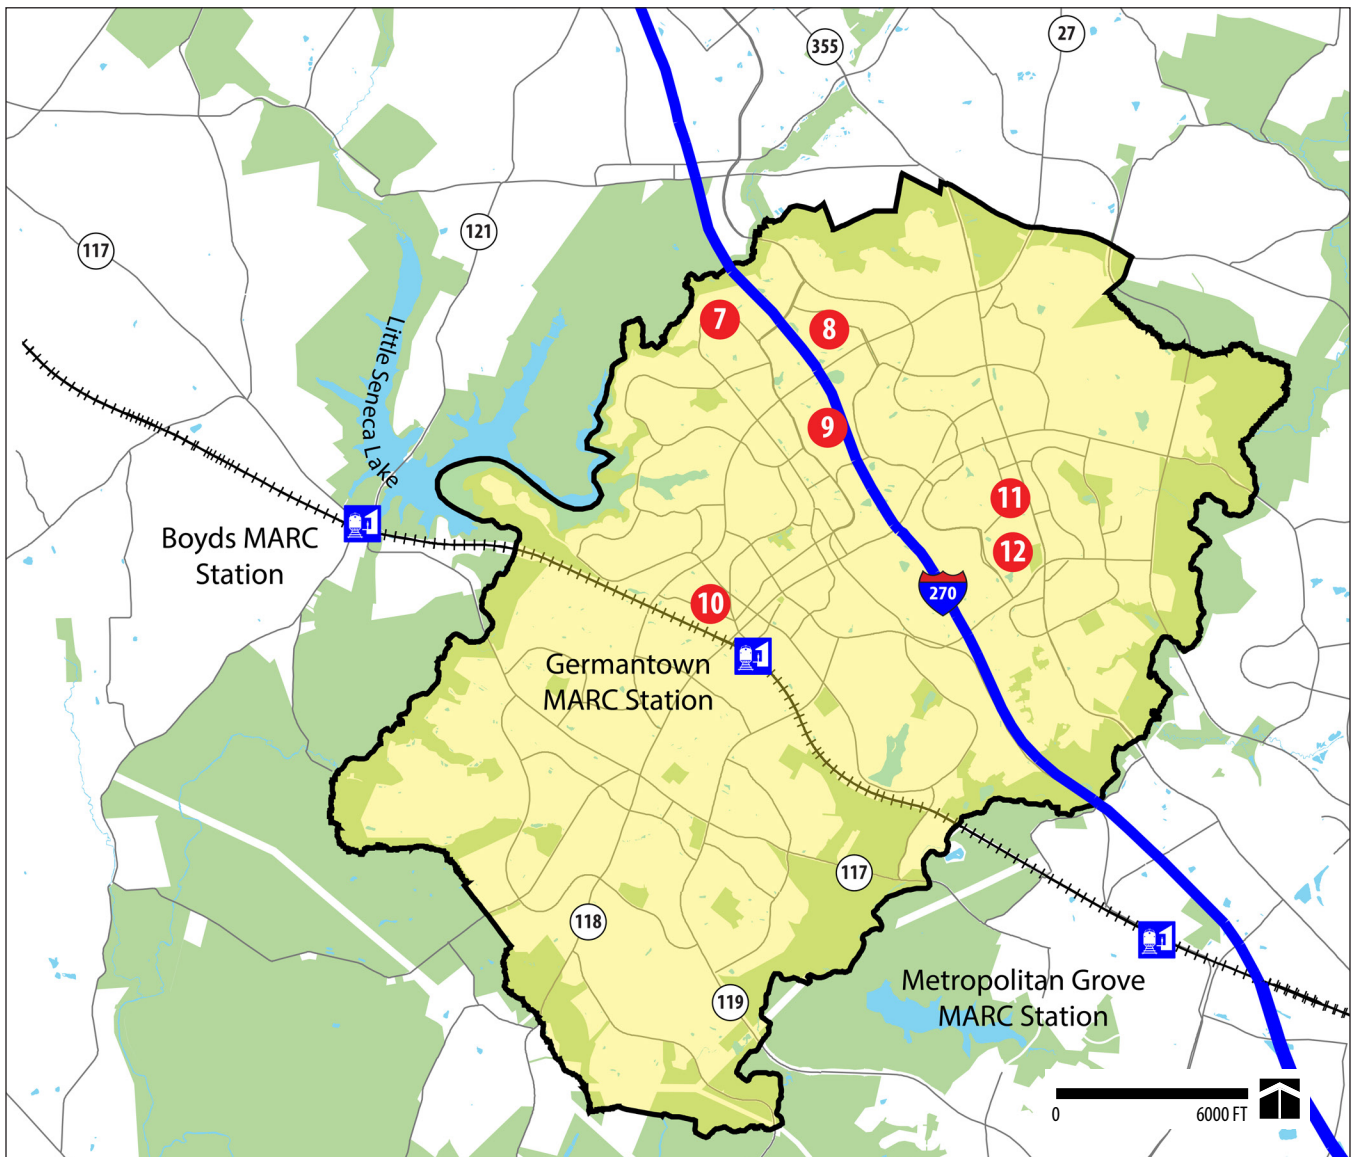 27
355
121
117
Little Seneca Lake
7
8
9
11
12
10
270
Boyds MARC
Station
Germantown
MARC Station
117
118
119
Metropolitan Grove
MARC Station
0
6000 FT